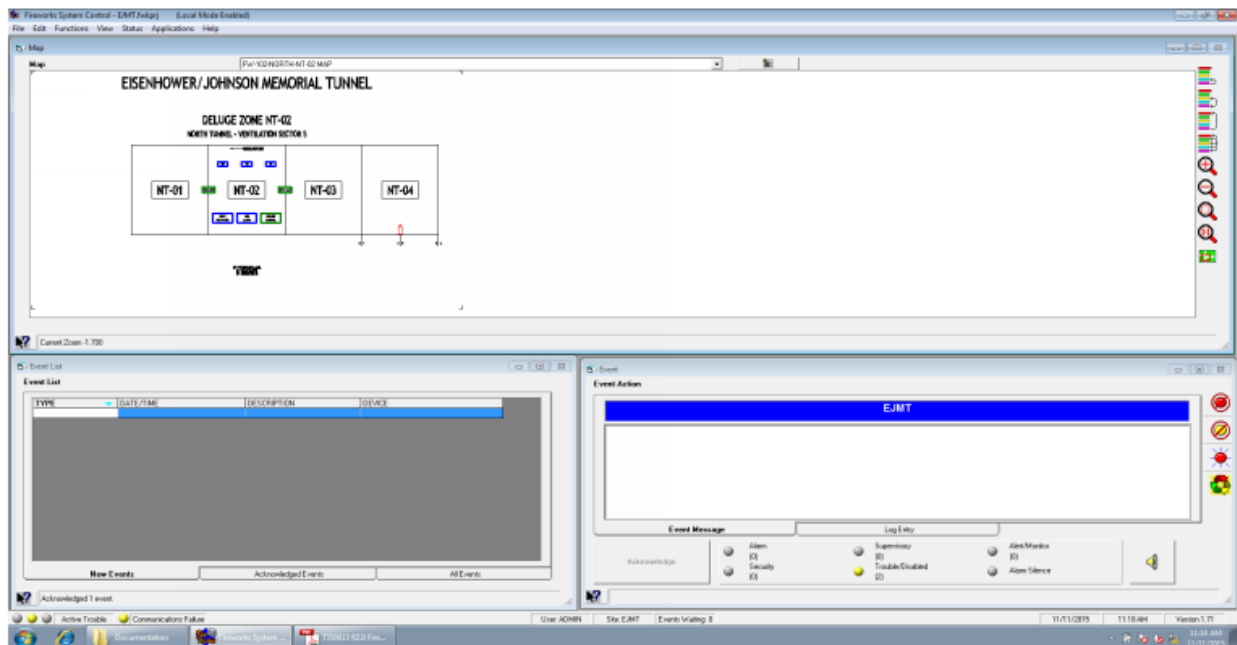 Fireworks System Control - EJMT.fwkprj (Local Mode Enabled)
File Edit Functions View Status Applications Help
Map
Map FW-102-NORTH-NT-02 MAP
EISENHOWER/JOHNSON MEMORIAL TUNNEL
DELUGE ZONE NT-02
NORTH TUNNEL - VENTILATION SECTOR 5
NT-01 NT-02 NT-03 NT-04
Current Zoom -1.700
Event List
Event List
TYPE DATE/TIME DESCRIPTION DEVICE
New Events Acknowledged Events All Events
Acknowledged 1 event.
Event
Event Action
EJMT
Event Message Log Entry
Acknowledge
Alarm (0) Supervisory (0) Alert/Monitor (0)
Security (0) Trouble/Disabled (2) Alarm Silence
Active Trouble Communications Failure User: ADMIN Site: EJMT Events Waiting: 0 11/11/2015 11:18 AM Version 1.71
Documentation Fireworks System ... R2.0 Fire...
11:18 AM
11/11/2015